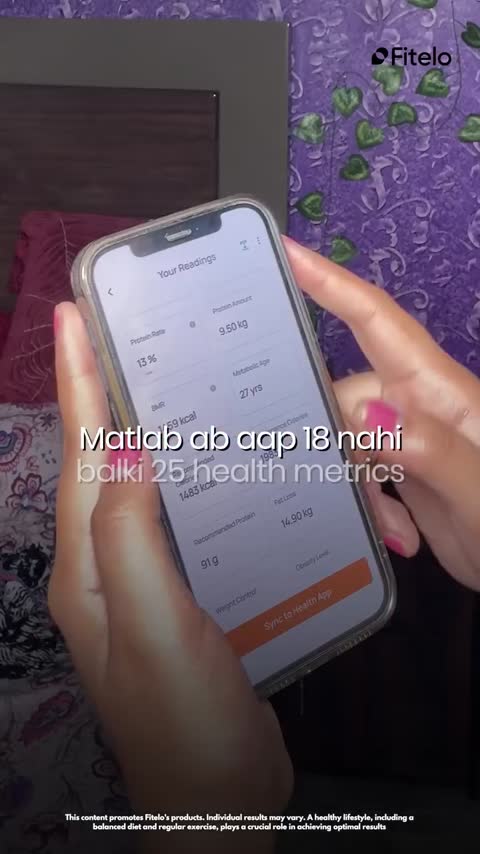 Fitelo
Your Readings
Protein Rate
Protein Amount
13 %
9.50 kg
BMR
Metabolic Age
kcal
27 yrs
Matlab ab aap 18 nahi
balki 25 health metrics
Calories
1483 kcal
Recommended Protein
Fat Loss
91 g
14.90 kg
Weight Control
Obesity Level
Sync to Health App
This content promotes Fitelo's products. Individual results may vary. A healthy lifestyle, including a
balanced diet and regular exercise, plays a crucial role in achieving optimal results